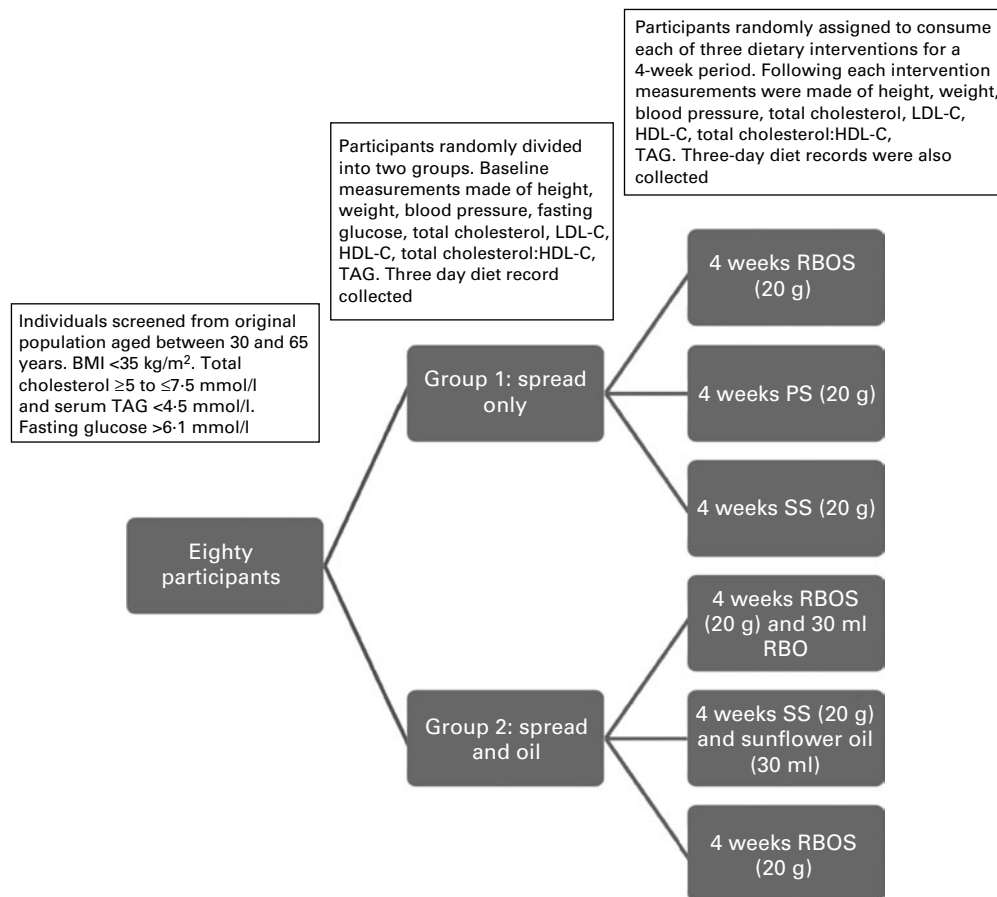 Individuals screened from original
population aged between 30 and 65
years. BMI <35 kg/m². Total
cholesterol ≥5 to ≤7·5 mmol/l
and serum TAG <4·5 mmol/l.
Fasting glucose >6·1 mmol/l
Eighty
participants
Participants randomly divided
into two groups. Baseline
measurements made of height,
weight, blood pressure, fasting
glucose, total cholesterol, LDL-C,
HDL-C, total cholesterol:HDL-C,
TAG. Three day diet record
collected
Group 1: spread
only
Group 2: spread
and oil
Participants randomly assigned to consume
each of three dietary interventions for a
4-week period. Following each intervention
measurements were made of height, weight,
blood pressure, total cholesterol, LDL-C,
HDL-C, total cholesterol:HDL-C,
TAG. Three-day diet records were also
collected
4 weeks RBOS
(20 g)
4 weeks PS (20 g)
4 weeks SS (20 g)
4 weeks RBOS
(20 g) and 30 ml
RBO
4 weeks SS (20 g)
and sunflower oil
(30 ml)
4 weeks RBOS
(20 g)